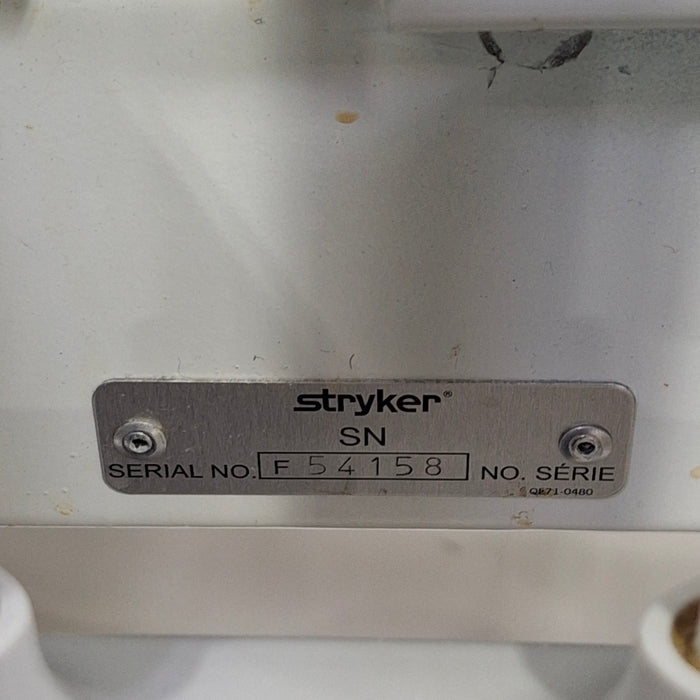 stryker®
SN
SERIAL NO. F 54158 NO. SÉRIE
QE71-0480